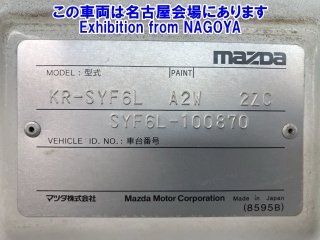 この車両は名古屋会場にあります
Exhibition from NAGOYA
mazDa
MODEL:型式 PAINT
KR-SYF6L A2W 2ZC
SYF6L-100870
VEHICLE ID. NO.:車台番号
マツダ株式会社 Mazda Motor Corporation Made in Japan
(8595B)